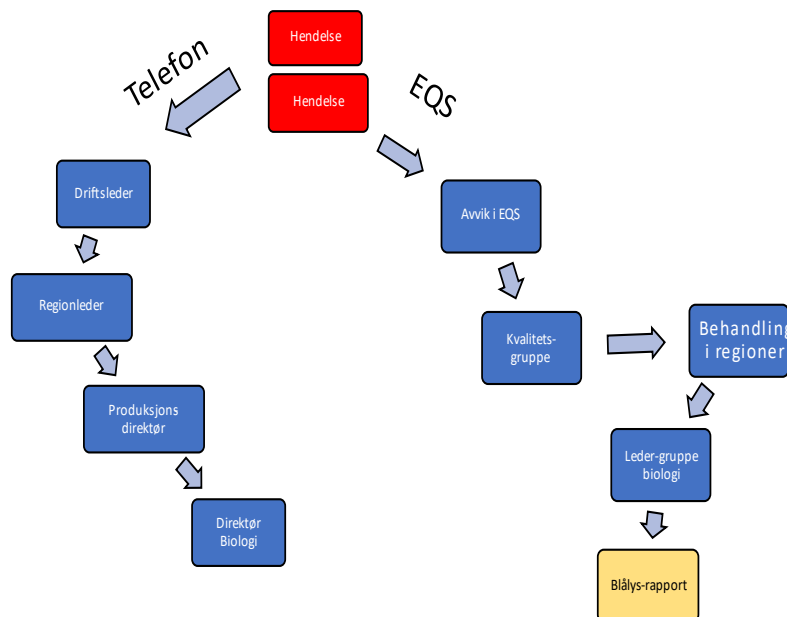 Hendelse
Telefon
Hendelse
EQS
Driftsleder
Avvik i EQS
Regionleder
Kvalitets-
gruppe
Behandling
i regioner
Produksjons
direktør
Leder-gruppe
biologi
Direktør
Biologi
Blålys-rapport